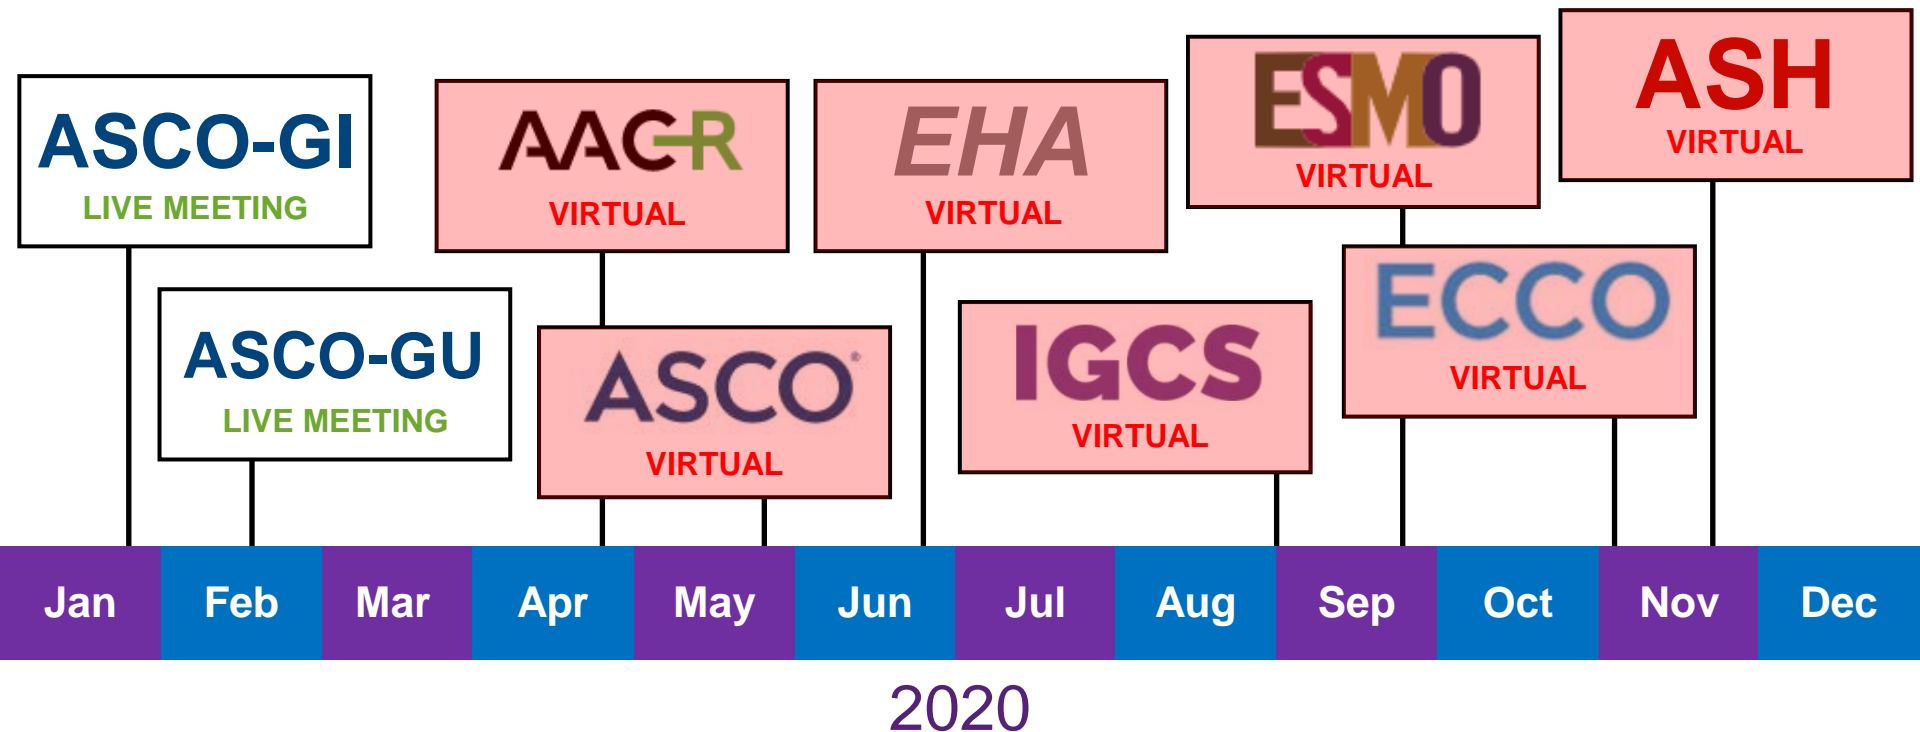 ASCO-GI
LIVE MEETING
ASCO-GU
LIVE MEETING
AACR
VIRTUAL
ASCO®
VIRTUAL
EHA
VIRTUAL
IGCS
VIRTUAL
ESMO
VIRTUAL
ECCO
VIRTUAL
ASH
VIRTUAL
Jan Feb Mar Apr May Jun Jul Aug Sep Oct Nov Dec
2020